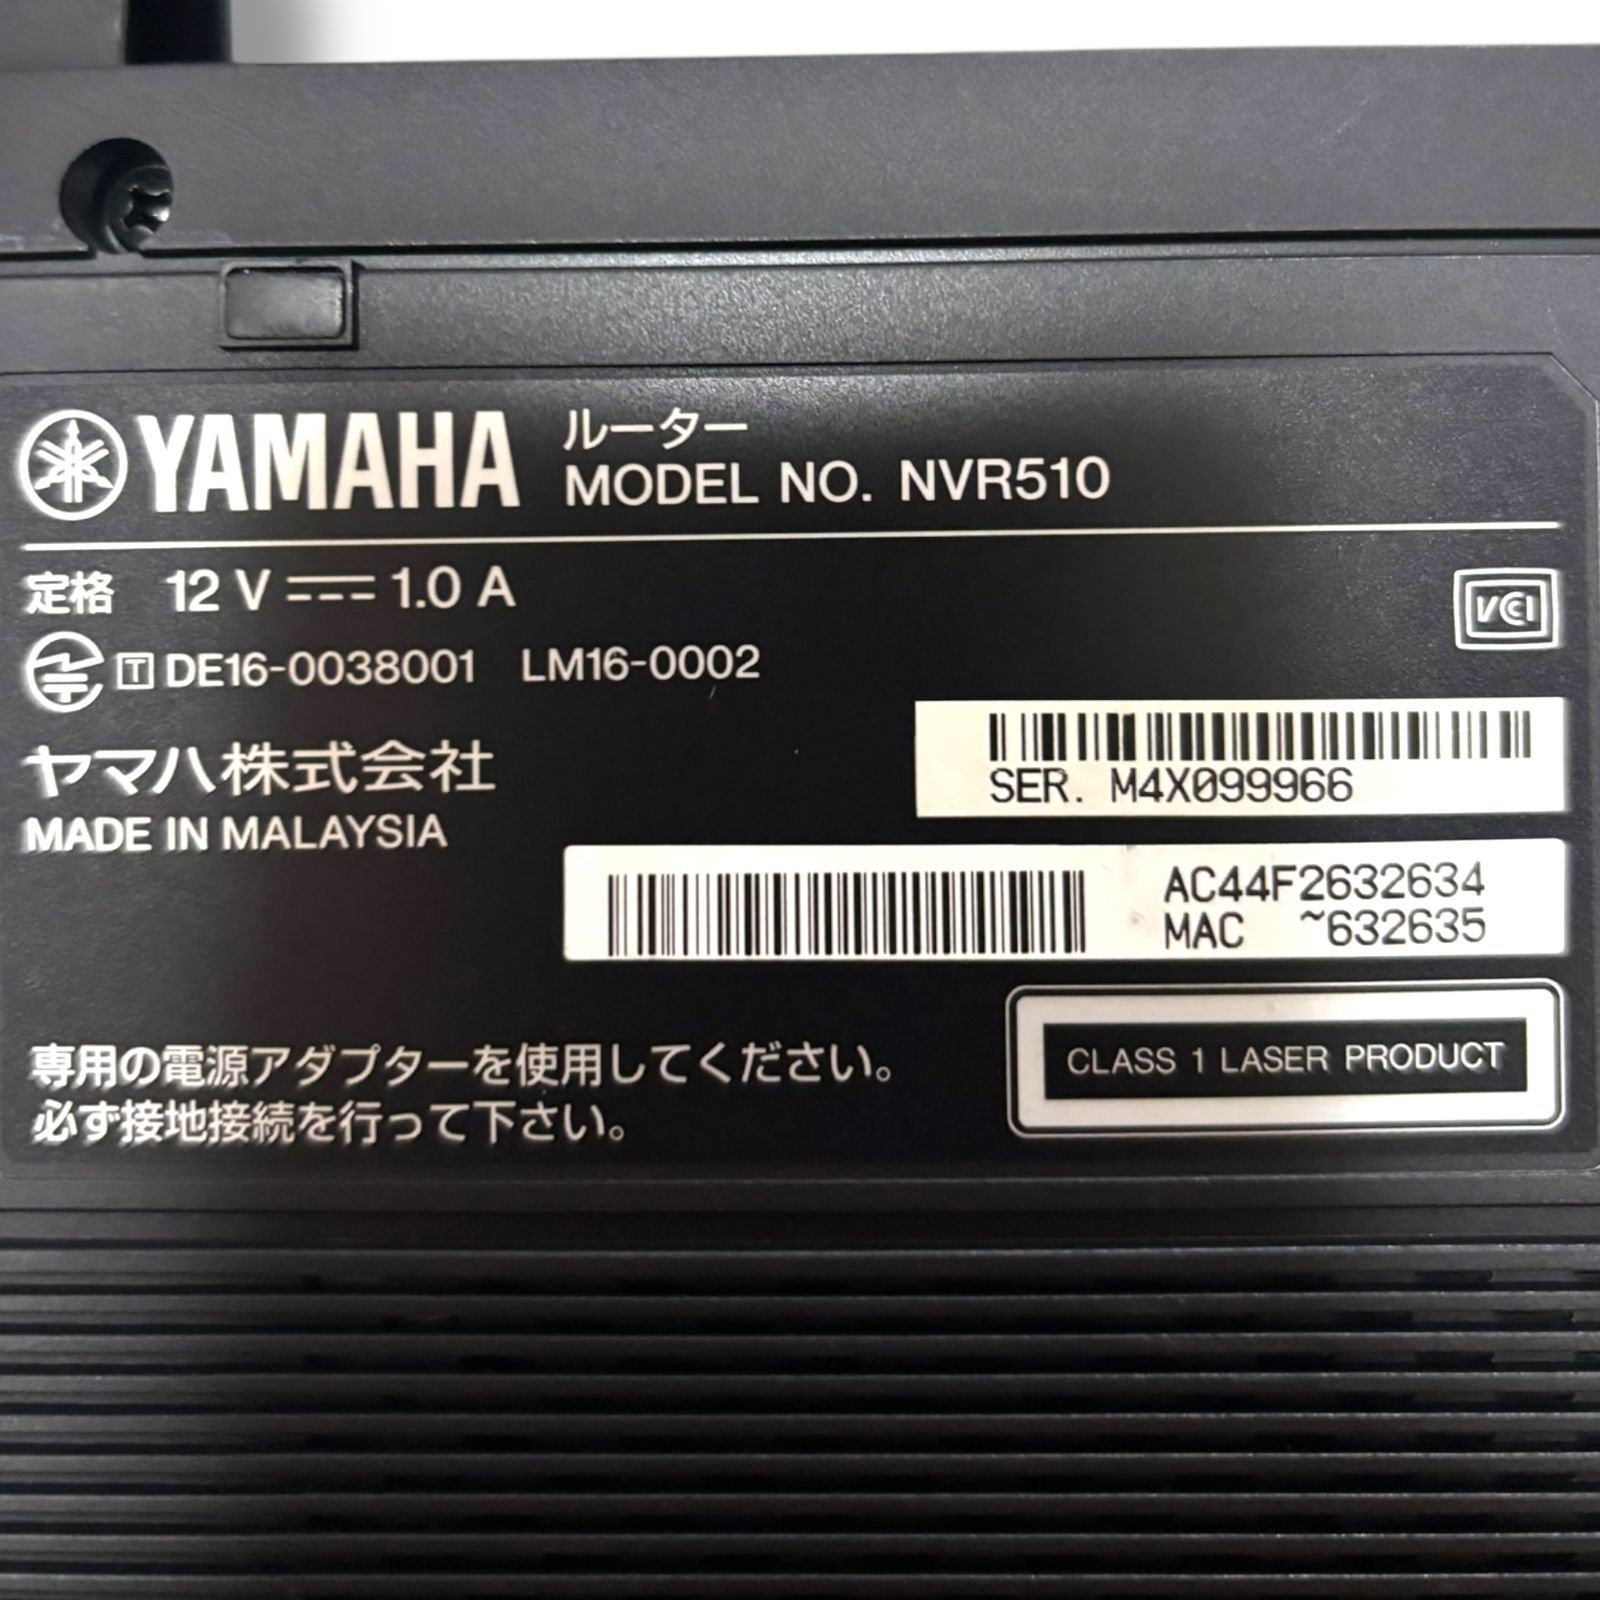 YAMAHA ルーター
MODEL NO. NVR510
定格 12 V ⎓ 1.0 A
VCI
T DE16-0038001 LM16-0002
ヤマハ株式会社
MADE IN MALAYSIA
SER. M4X099966
AC44F2632634
MAC ~632635
専用の電源アダプターを使用してください。
必ず接地接続を行って下さい。
CLASS 1 LASER PRODUCT